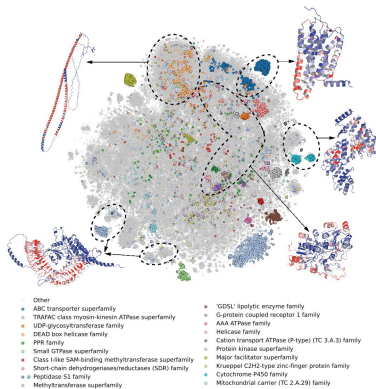 Other
ABC transporter superfamily
TRAFAC class myosin-kinesin ATPase superfamily
UDP-glycosyltransferase family
DEAD box helicase family
PPR family
Small GTPase superfamily
Class I-like SAM-binding methyltransferase superfamily
Short-chain dehydrogenases/reductases (SDR) family
Peptidase S1 family
Methyltransferase superfamily
'GDSL' lipolytic enzyme family
G-protein coupled receptor 1 family
AAA ATPase family
Helicase family
Cation transport ATPase (P-type) (TC 3.A.3) family
Protein kinase superfamily
Major facilitator superfamily
Krueppel C2H2-type zinc-finger protein family
Cytochrome P450 family
Mitochondrial carrier (TC 2.A.29) family